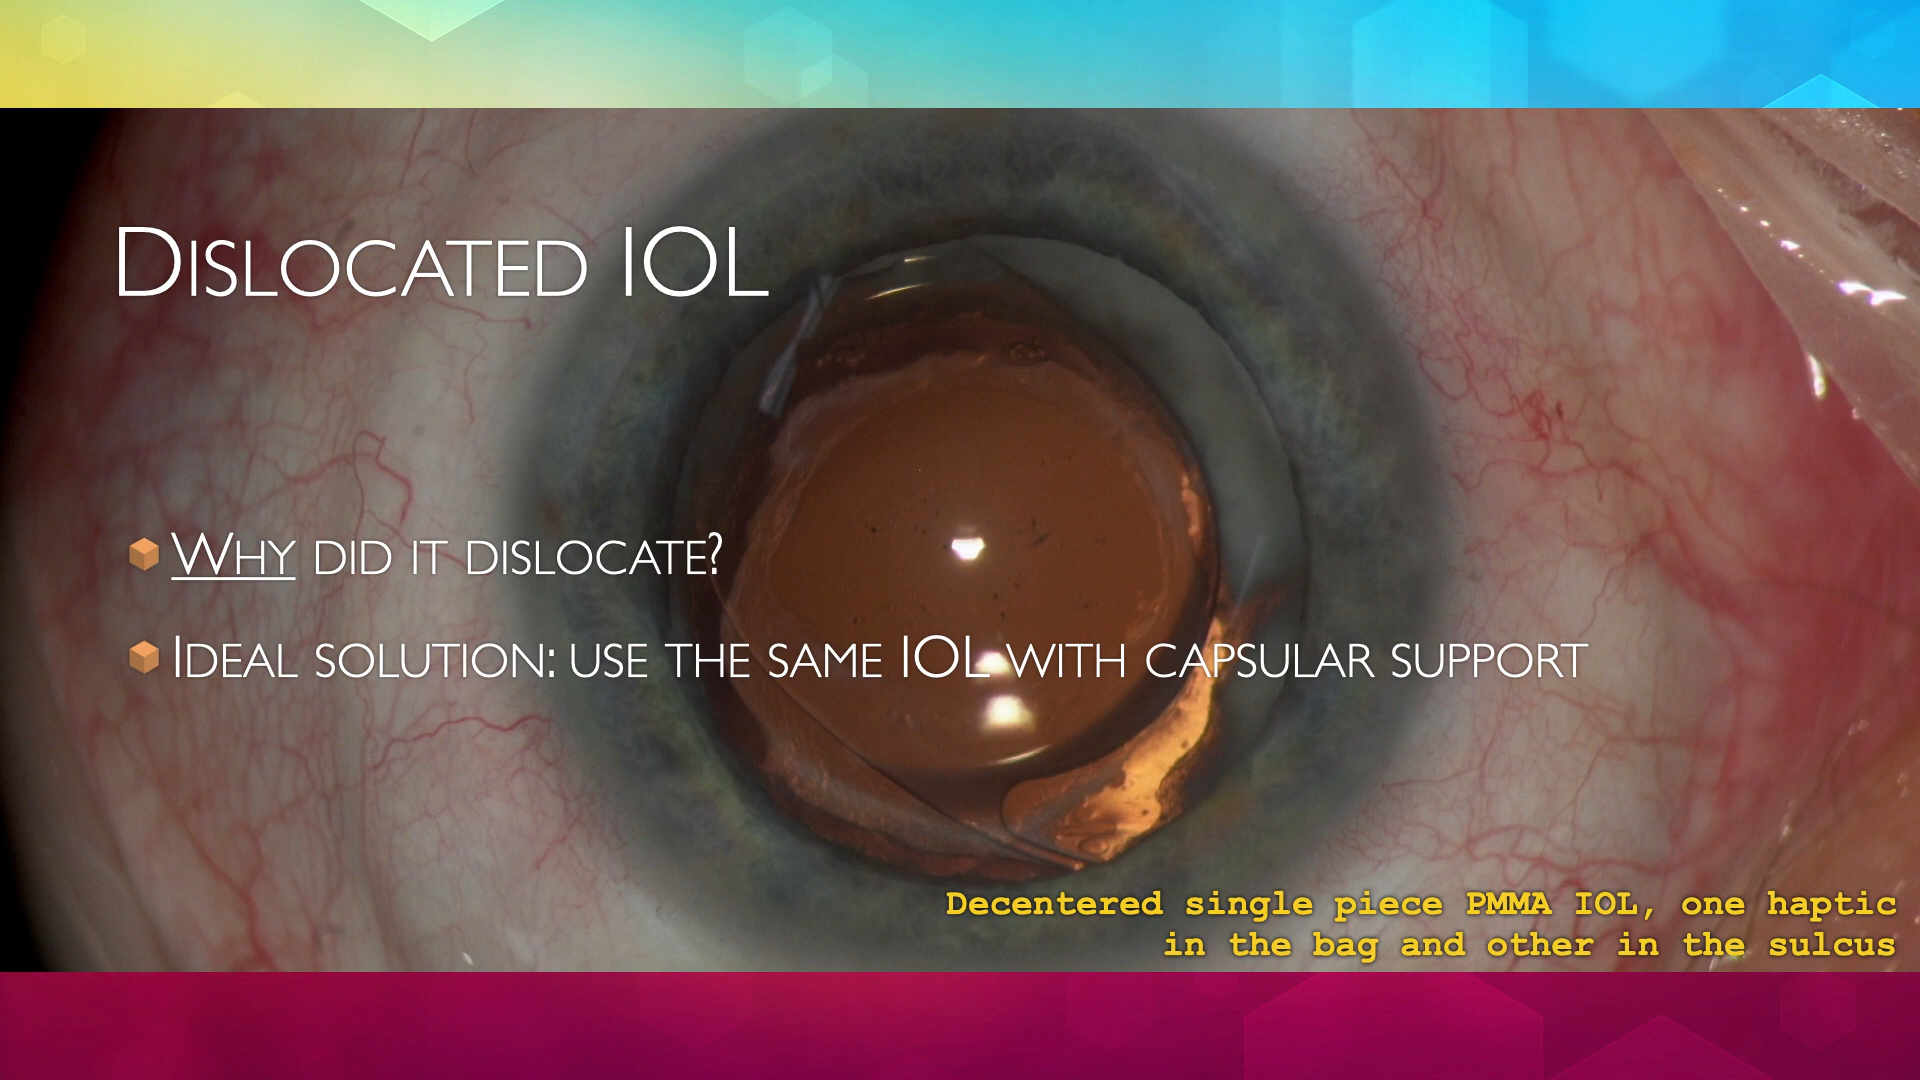 Dislocated IOL
Why did it dislocate?
Ideal solution: use the same IOL with capsular support
Decentered single piece PMMA IOL, one haptic
in the bag and other in the sulcus